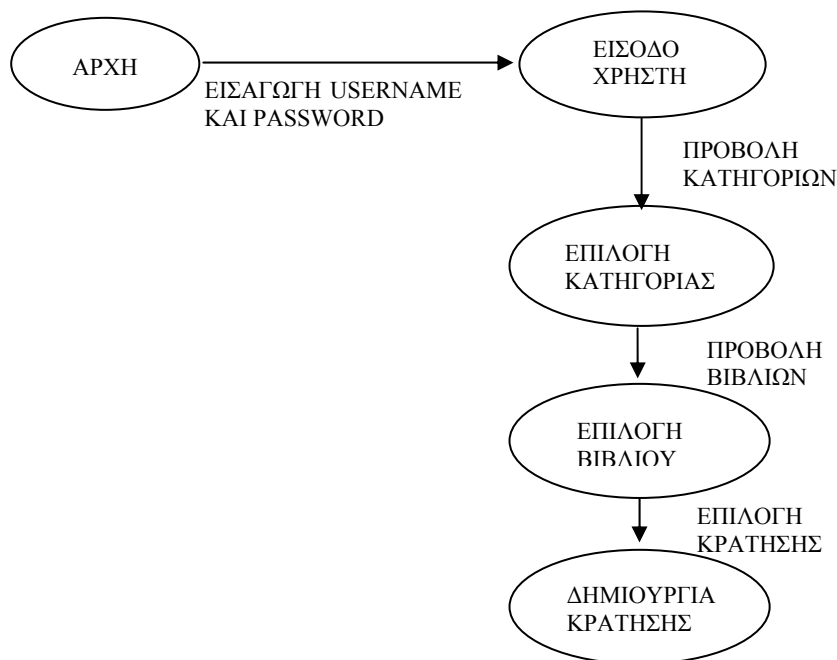 ΑΡΧΗ
ΕΙΣΑΓΩΓΗ USERNAME
ΚΑΙ PASSWORD
ΕΙΣΟΔΟ
ΧΡΗΣΤΗ
ΠΡΟΒΟΛΗ
ΚΑΤΗΓΟΡΙΩΝ
ΕΠΙΛΟΓΗ
ΚΑΤΗΓΟΡΙΑΣ
ΠΡΟΒΟΛΗ
ΒΙΒΛΙΩΝ
ΕΠΙΛΟΓΗ
ΒΙΒΛΙΟΥ
ΕΠΙΛΟΓΗ
ΚΡΑΤΗΣΗΣ
ΔΗΜΙΟΥΡΓΙΑ
ΚΡΑΤΗΣΗΣ